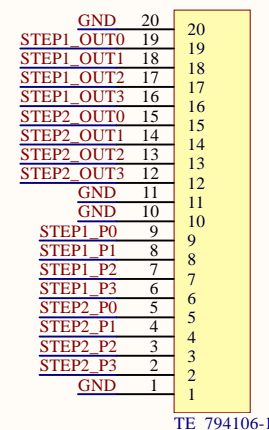 GND 20 20
STEP1_OUT0 19 19
STEP1_OUT1 18 18
STEP1_OUT2 17 17
STEP1_OUT3 16 16
STEP2_OUT0 15 15
STEP2_OUT1 14 14
STEP2_OUT2 13 13
STEP2_OUT3 12 12
GND 11 11
GND 10 10
STEP1_P0 9 9
STEP1_P1 8 8
STEP1_P2 7 7
STEP1_P3 6 6
STEP2_P0 5 5
STEP2_P1 4 4
STEP2_P2 3 3
STEP2_P3 2 2
GND 1 1
TE_794106-1